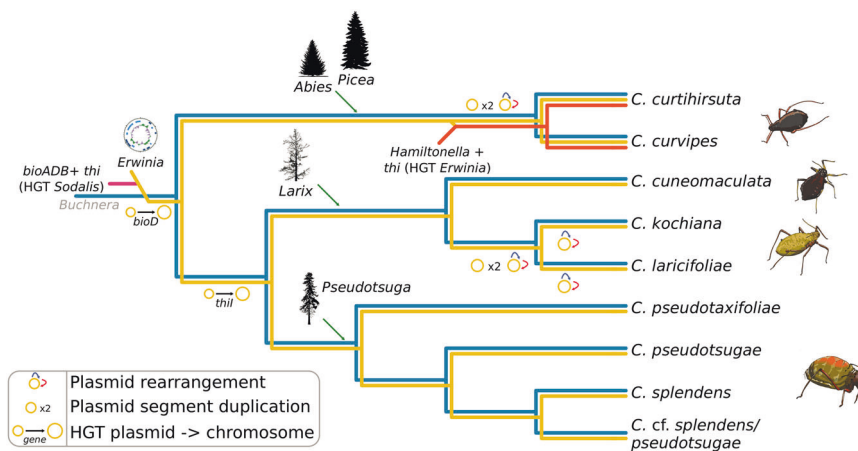 Abies
Picea
x2
C. curtihirsuta
Erwinia
C. curvipes
bioADB+ thi
(HGT Sodalis)
Hamiltonella +
thi (HGT Erwinia)
Larix
C. cuneomaculata
Buchnera
bioD
C. kochiana
x2
C. laricifoliae
thiI
Pseudotsuga
C. pseudotaxifoliae
C. pseudotsugae
Plasmid rearrangement
C. splendens
x2 Plasmid segment duplication
gene HGT plasmid -> chromosome
C. cf. splendens/
pseudotsugae